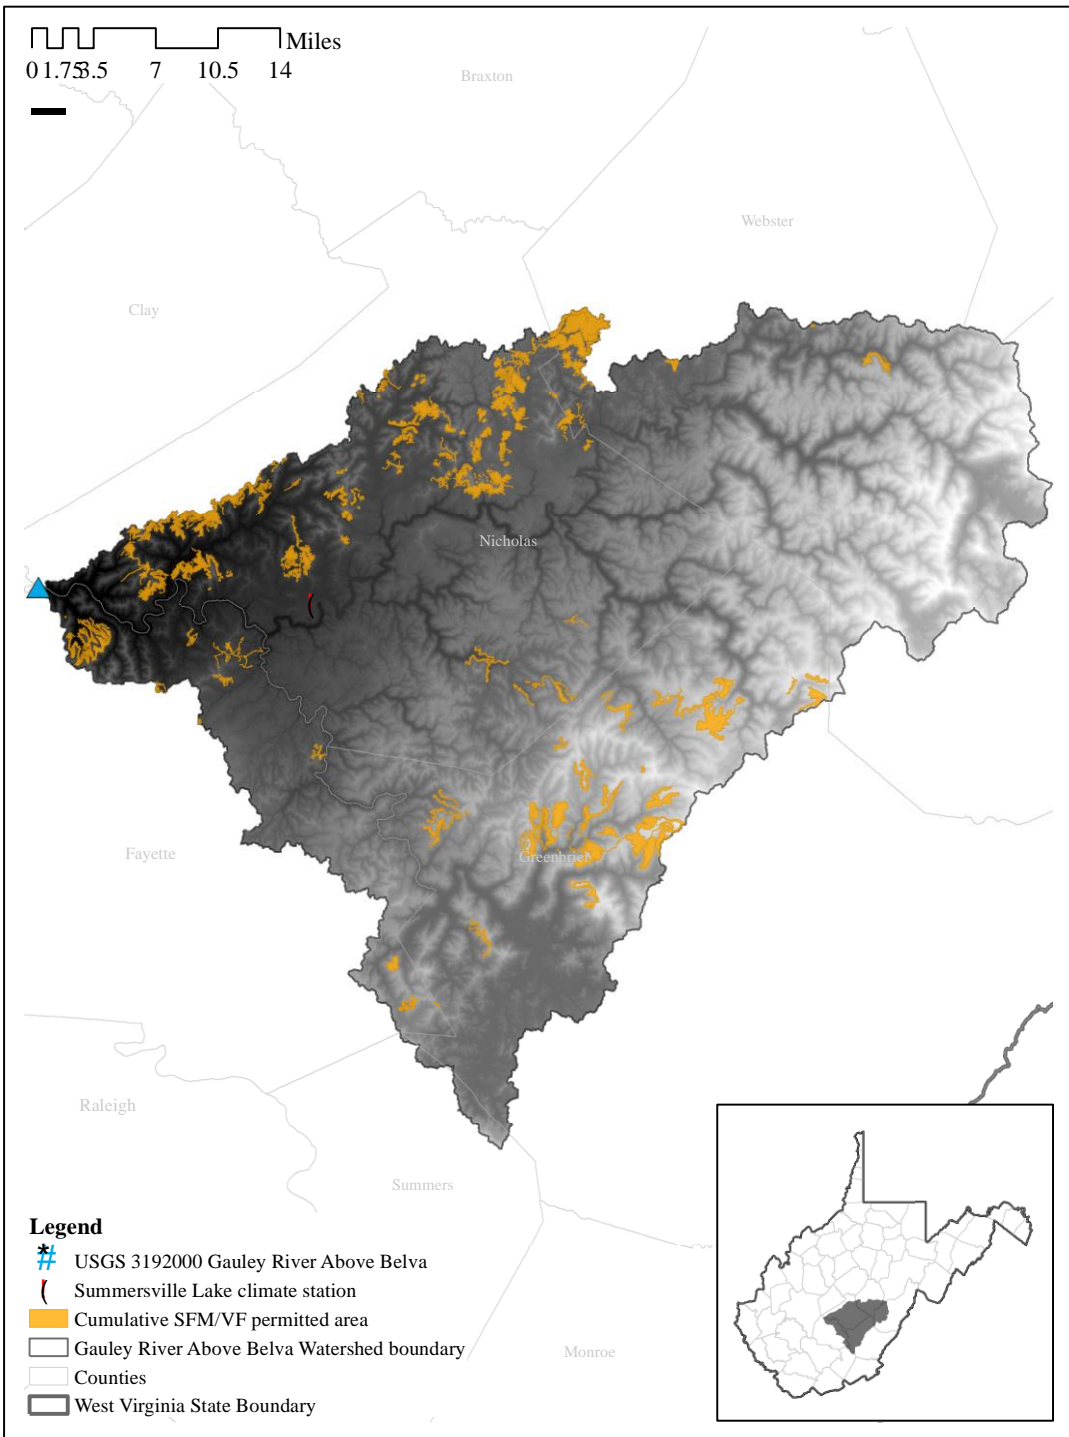 Miles
0 1.75 3.5 7 10.5 14
Braxton
Webster
Clay
Nicholas
Fayette
Greenbrier
Raleigh
Summers
Monroe
Legend
USGS 3192000 Gauley River Above Belva
Summersville Lake climate station
Cumulative SFM/VF permitted area
Gauley River Above Belva Watershed boundary
Counties
West Virginia State Boundary